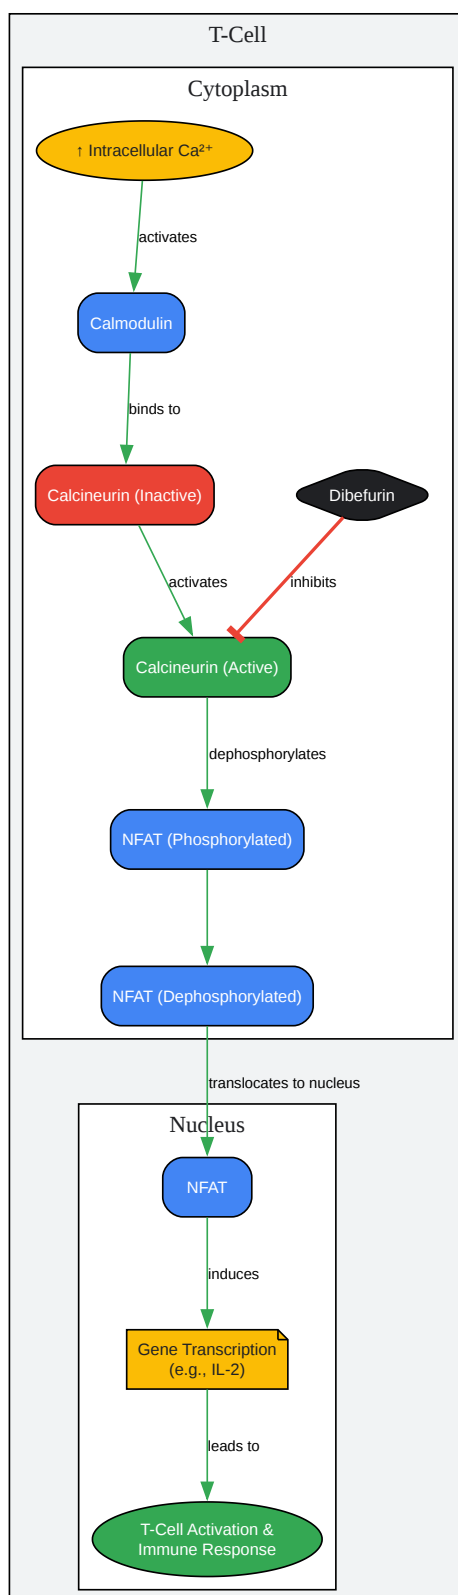 T-Cell
Cytoplasm
↑ Intracellular Ca²⁺
activates
Calmodulin
binds to
Calcineurin (Inactive)
Dibefurin
activates
inhibits
Calcineurin (Active)
dephosphorylates
NFAT (Phosphorylated)
NFAT (Dephosphorylated)
translocates to nucleus
Nucleus
NFAT
induces
Gene Transcription
(e.g., IL-2)
leads to
T-Cell Activation &
Immune Response